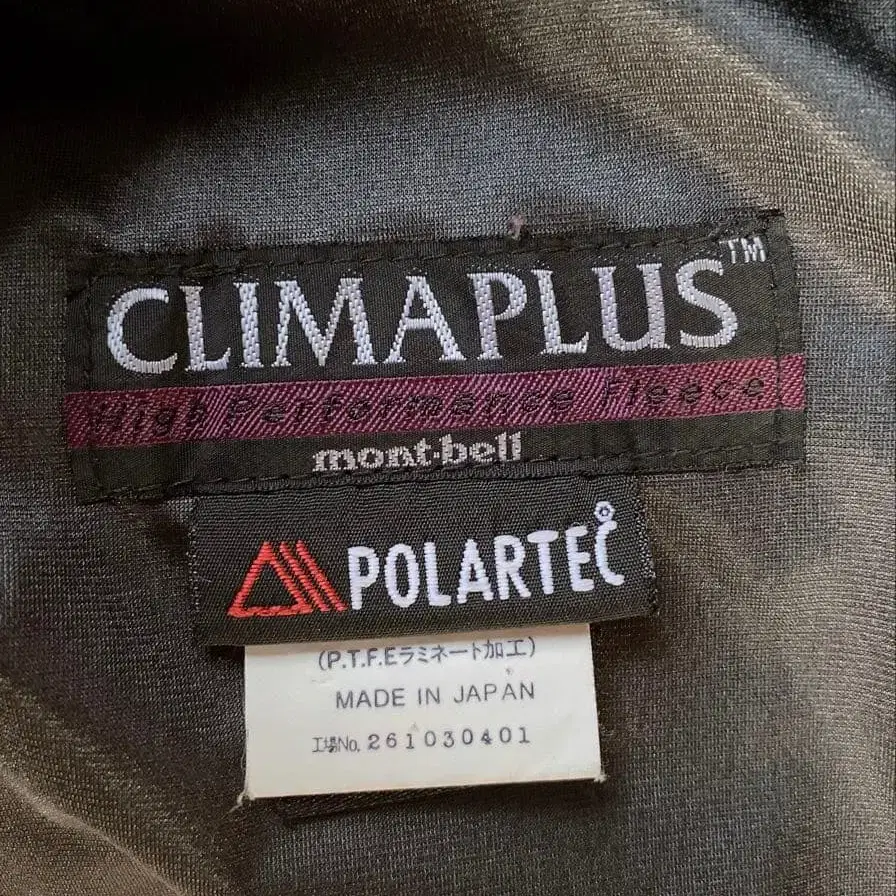 CLIMAPLUS™
High Performance Fleece
mont-bell
POLARTEC®
(P.T.F.Eラミネート加工)
MADE IN JAPAN
工場No. 261030401